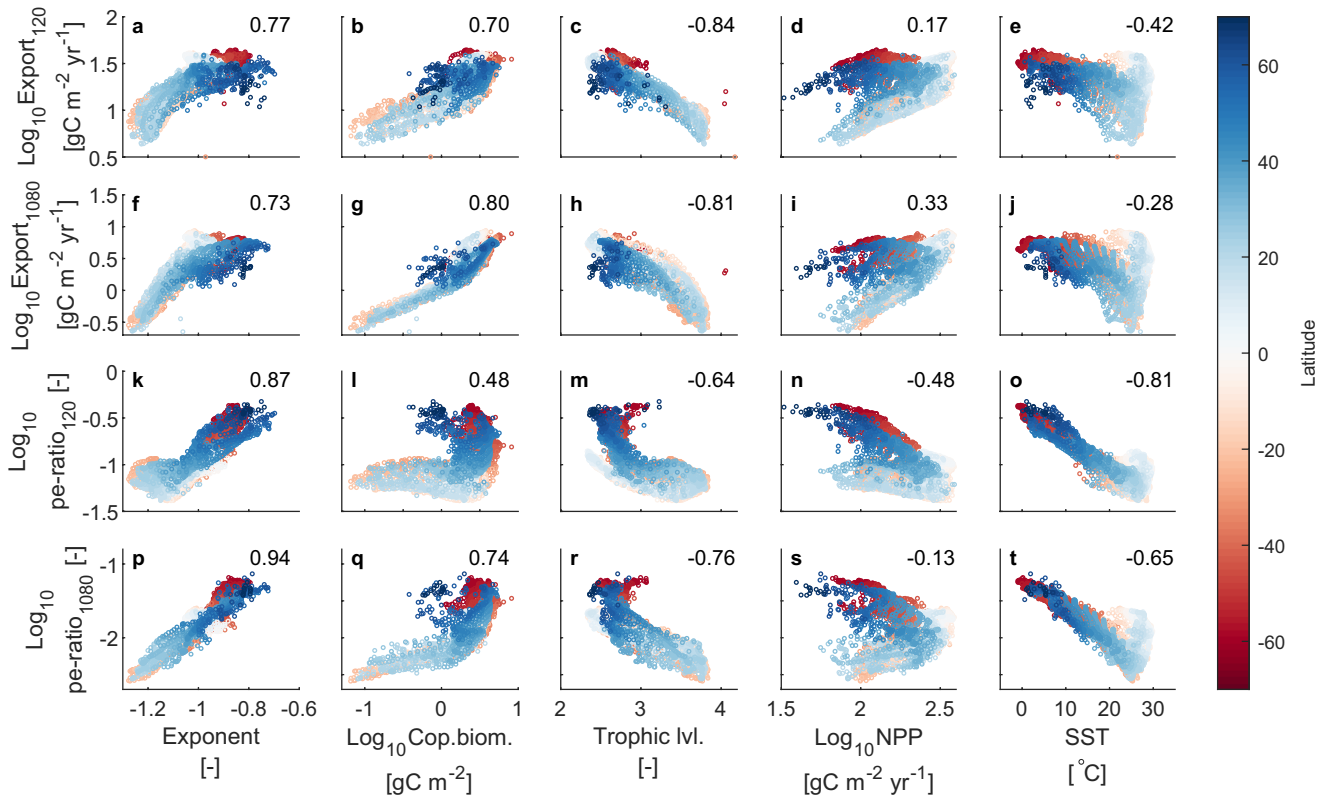 Log10Export120
[gC m-2 yr-1]
2
1.5
1
0.5
a 0.77
b 0.70
c -0.84
d 0.17
e -0.42
Log10Export1080
[gC m-2 yr-1]
1.5
1
0.5
0
-0.5
f 0.73
g 0.80
h -0.81
i 0.33
j -0.28
Log10
pe-ratio120 [-]
0
-0.5
-1
-1.5
k 0.87
l 0.48
m -0.64
n -0.48
o -0.81
Log10
pe-ratio1080 [-]
-1
-2
p 0.94
q 0.74
r -0.76
s -0.13
t -0.65
-1.2 -1 -0.8 -0.6
Exponent
[-]
-1 0 1
Log10Cop.biom.
[gC m-2]
2 3 4
Trophic lvl.
[-]
1.5 2 2.5
Log10NPP
[gC m-2 yr-1]
0 10 20 30
SST
[°C]
60
40
20
0
-20
-40
-60
Latitude